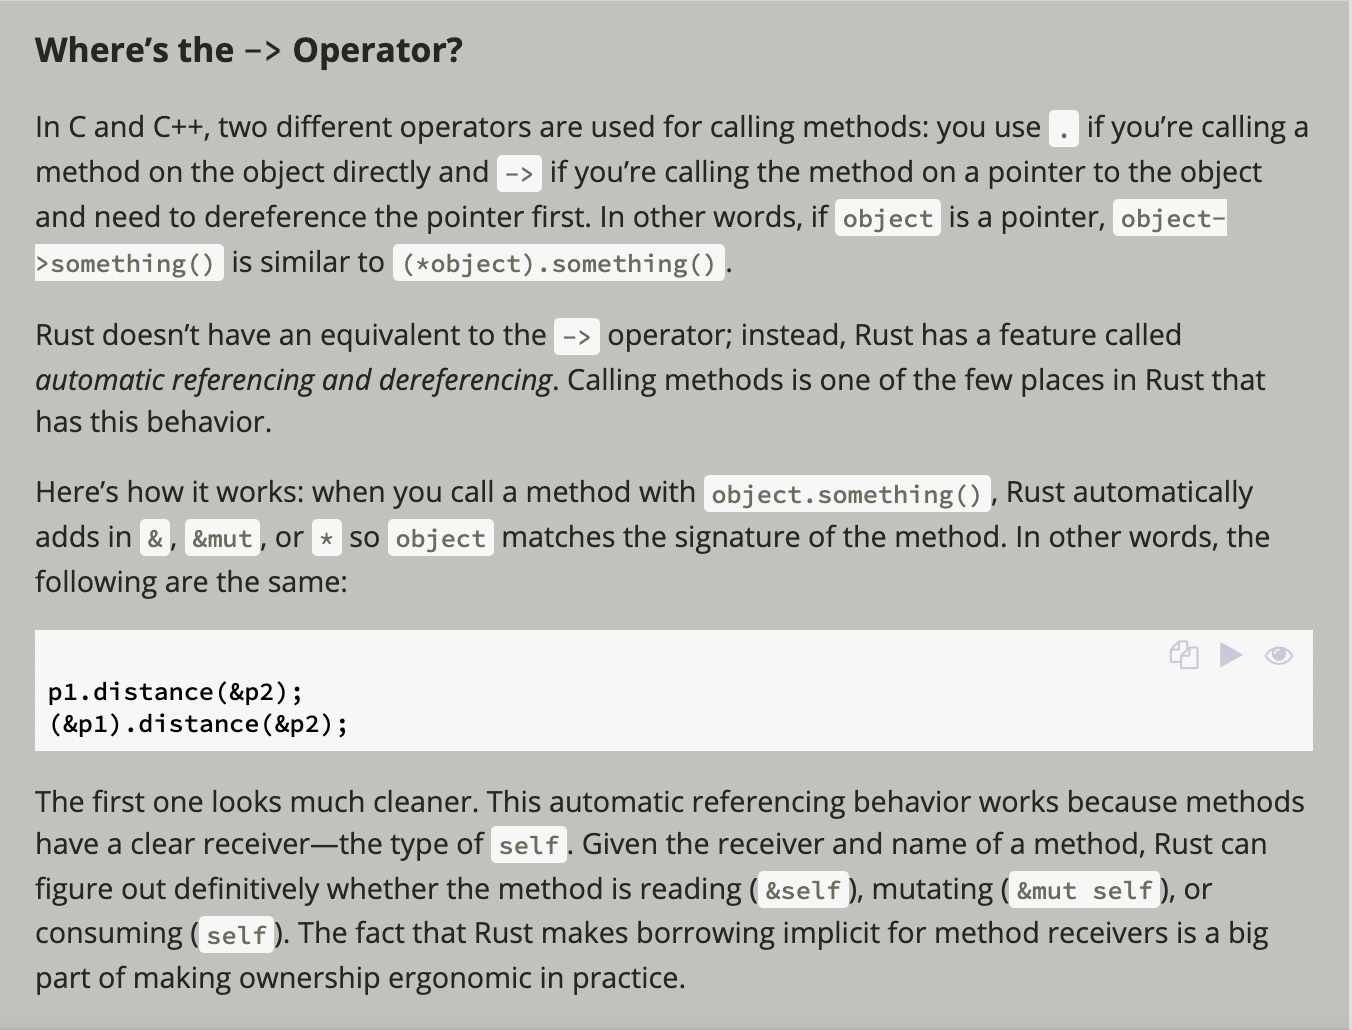 Where’s the -> Operator?
In C and C++, two different operators are used for calling methods: you use . if you’re calling a
method on the object directly and -> if you’re calling the method on a pointer to the object
and need to dereference the pointer first. In other words, if object is a pointer, object-
>something() is similar to (*object).something().
Rust doesn’t have an equivalent to the -> operator; instead, Rust has a feature called
automatic referencing and dereferencing. Calling methods is one of the few places in Rust that
has this behavior.
Here’s how it works: when you call a method with object.something(), Rust automatically
adds in &, &mut, or * so object matches the signature of the method. In other words, the
following are the same:
p1.distance(&p2);
(&p1).distance(&p2);
The first one looks much cleaner. This automatic referencing behavior works because methods
have a clear receiver—the type of self. Given the receiver and name of a method, Rust can
figure out definitively whether the method is reading (&self), mutating (&mut self), or
consuming (self). The fact that Rust makes borrowing implicit for method receivers is a big
part of making ownership ergonomic in practice.